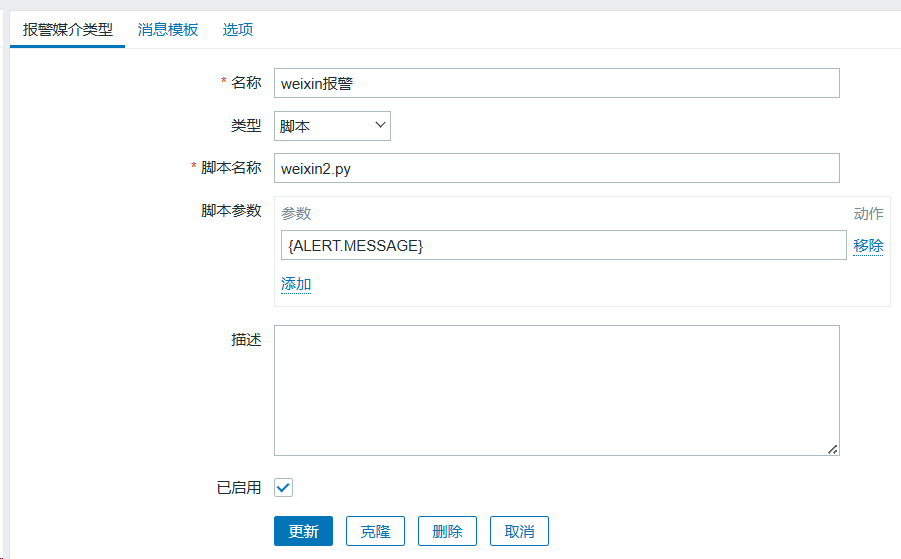 报警媒介类型 消息模板 选项
* 名称 weixin报警
类型 脚本
* 脚本名称 weixin2.py
脚本参数 参数 动作
{ALERT.MESSAGE} 移除
添加
描述
已启用
更新 克隆 删除 取消